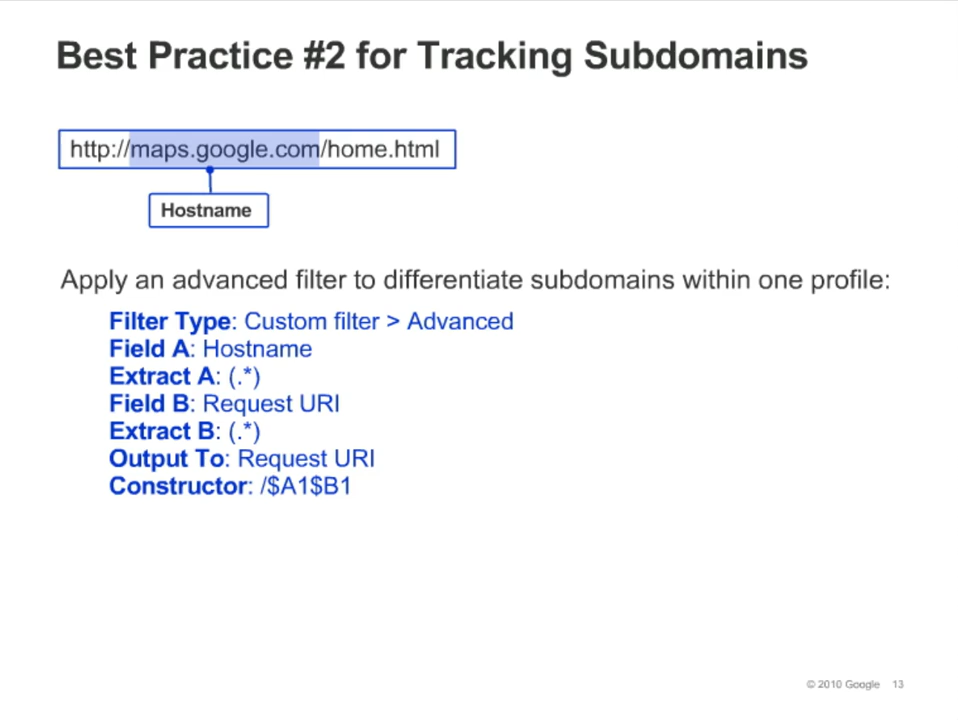 Best Practice #2 for Tracking Subdomains
http://maps.google.com/home.html
Hostname
Apply an advanced filter to differentiate subdomains within one profile:
Filter Type: Custom filter > Advanced
Field A: Hostname
Extract A: (.*)
Field B: Request URI
Extract B: (.*)
Output To: Request URI
Constructor: /$A1$B1
© 2010 Google 13